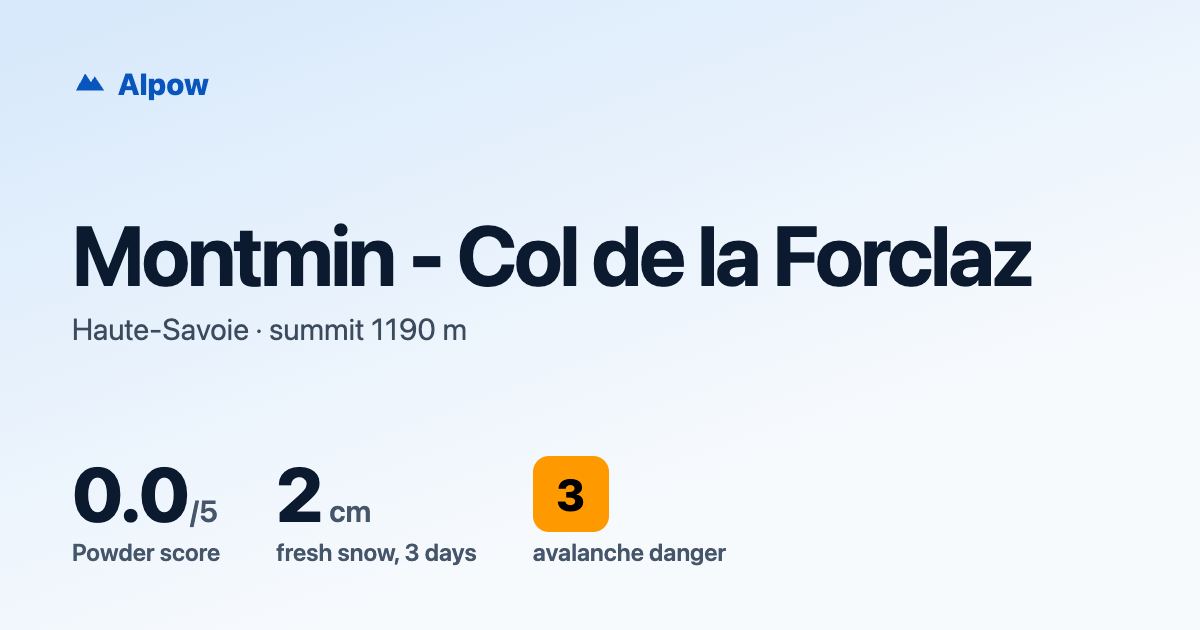 Alpow
Montmin - Col de la Forclaz
Haute-Savoie · summit 1190 m
0.0/5
Powder score
2 cm
fresh snow, 3 days
3
avalanche danger